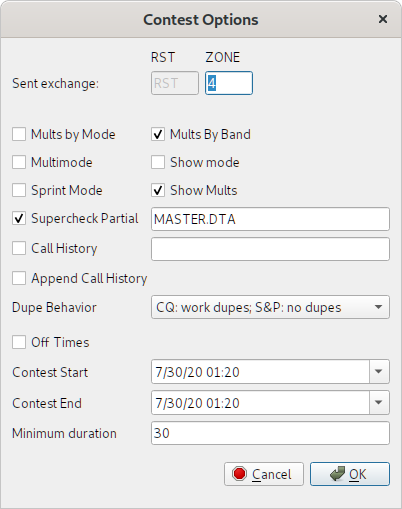 Contest Options
RST ZONE
Sent exchange: RST 4
Mults by Mode Mults By Band
Multimode Show mode
Sprint Mode Show Mults
Supercheck Partial MASTER.DTA
Call History
Append Call History
Dupe Behavior CQ: work dupes; S&P: no dupes
Off Times
Contest Start 7/30/20 01:20
Contest End 7/30/20 01:20
Minimum duration 30
Cancel OK